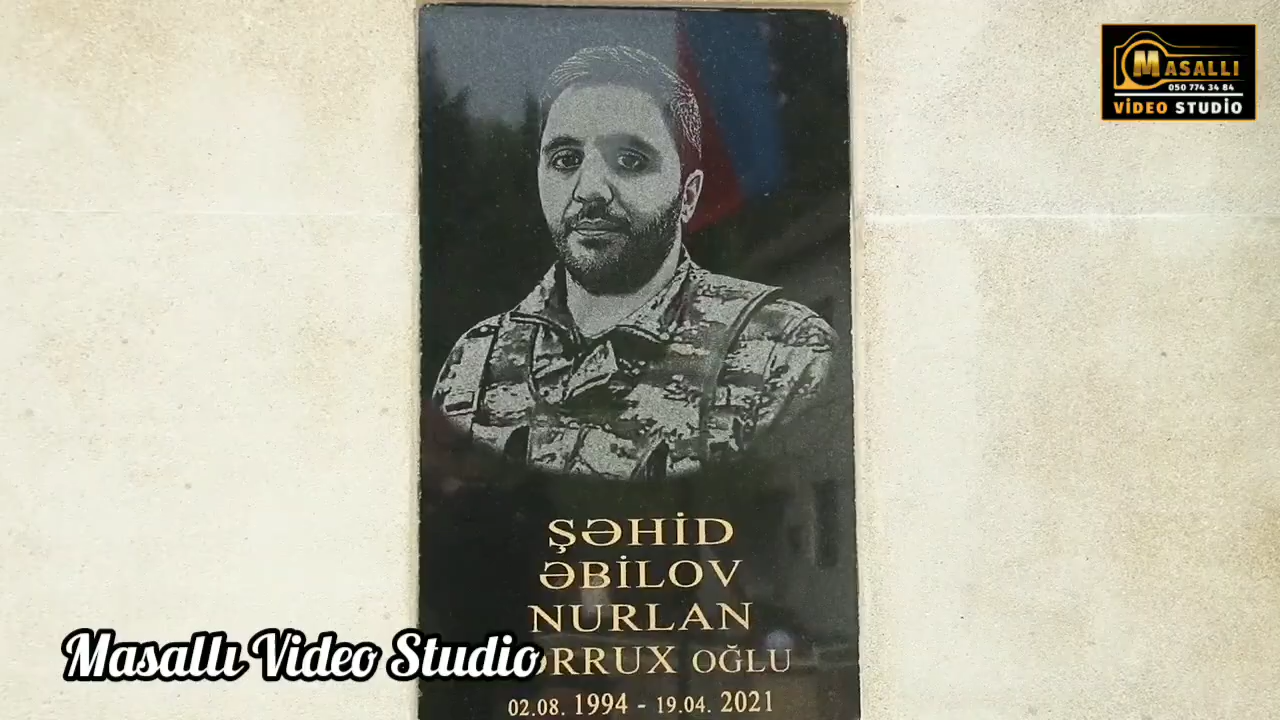 MASALLI
050 774 34 84
VİDEO STUDİO
ŞƏHİD
ƏBİLOV
NURLAN
OĞLU
02.08. 1994 - 19.04. 2021
Masallı Video Studio